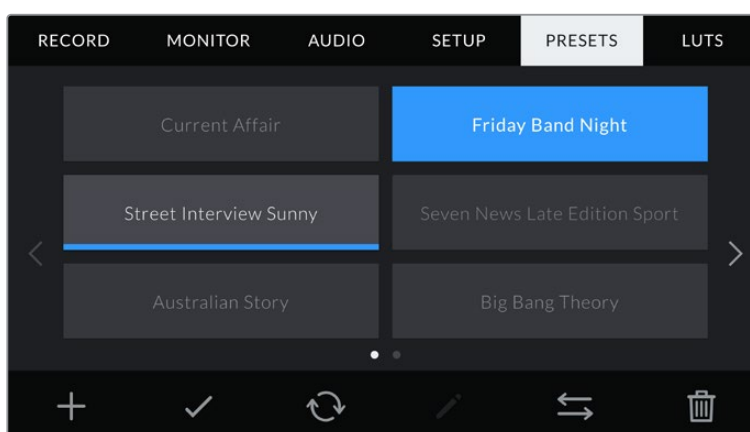 RECORD MONITOR AUDIO SETUP PRESETS LUTS
Current Affair Friday Band Night
Street Interview Sunny Seven News Late Edition Sport
Australian Story Big Bang Theory